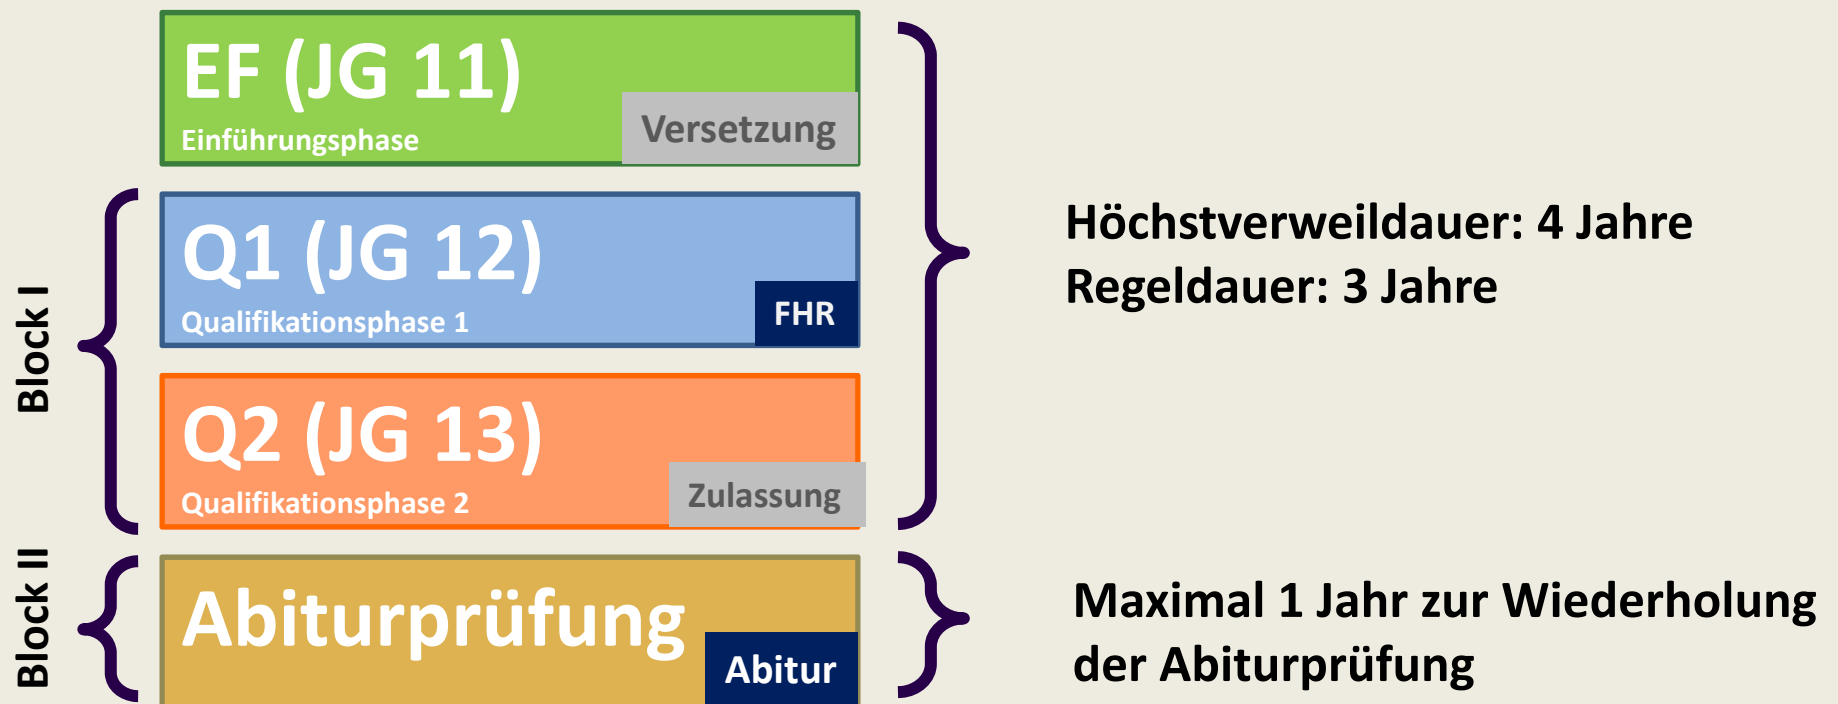 EF (JG 11)
Einführungsphase
Versetzung
Block I
Q1 (JG 12)
Qualifikationsphase 1
FHR
Q2 (JG 13)
Qualifikationsphase 2
Zulassung
Höchstverweildauer: 4 Jahre
Regeldauer: 3 Jahre
Block II
Abiturprüfung
Abitur
Maximal 1 Jahr zur Wiederholung
der Abiturprüfung